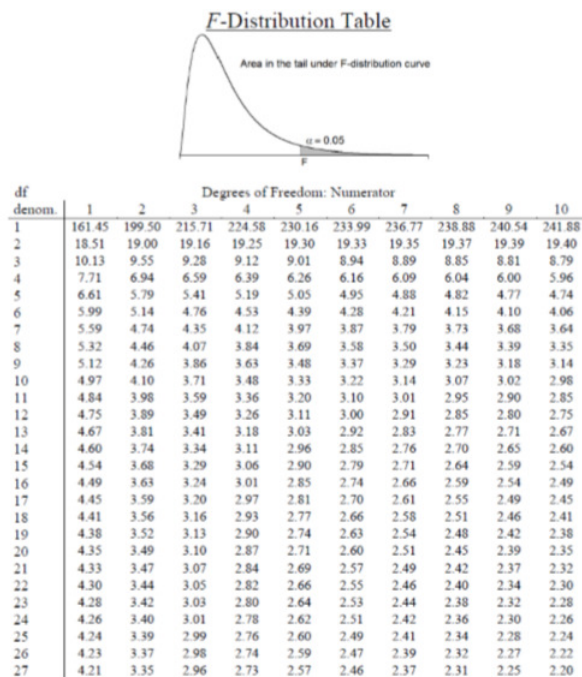 F-Distribution Table
Area in the tail under F-distribution curve
α = 0.05
F
df Degrees of Freedom: Numerator
denom. 1 2 3 4 5 6 7 8 9 10
1 161.45 199.50 215.71 224.58 230.16 233.99 236.77 238.88 240.54 241.88
2 18.51 19.00 19.16 19.25 19.30 19.33 19.35 19.37 19.39 19.40
3 10.13 9.55 9.28 9.12 9.01 8.94 8.89 8.85 8.81 8.79
4 7.71 6.94 6.59 6.39 6.26 6.16 6.09 6.04 6.00 5.96
5 6.61 5.79 5.41 5.19 5.05 4.95 4.88 4.82 4.77 4.74
6 5.99 5.14 4.76 4.53 4.39 4.28 4.21 4.15 4.10 4.06
7 5.59 4.74 4.35 4.12 3.97 3.87 3.79 3.73 3.68 3.64
8 5.32 4.46 4.07 3.84 3.69 3.58 3.50 3.44 3.39 3.35
9 5.12 4.26 3.86 3.63 3.48 3.37 3.29 3.23 3.18 3.14
10 4.97 4.10 3.71 3.48 3.33 3.22 3.14 3.07 3.02 2.98
11 4.84 3.98 3.59 3.36 3.20 3.10 3.01 2.95 2.90 2.85
12 4.75 3.89 3.49 3.26 3.11 3.00 2.91 2.85 2.80 2.75
13 4.67 3.81 3.41 3.18 3.03 2.92 2.83 2.77 2.71 2.67
14 4.60 3.74 3.34 3.11 2.96 2.85 2.76 2.70 2.65 2.60
15 4.54 3.68 3.29 3.06 2.90 2.79 2.71 2.64 2.59 2.54
16 4.49 3.63 3.24 3.01 2.85 2.74 2.66 2.59 2.54 2.49
17 4.45 3.59 3.20 2.97 2.81 2.70 2.61 2.55 2.49 2.45
18 4.41 3.56 3.16 2.93 2.77 2.66 2.58 2.51 2.46 2.41
19 4.38 3.52 3.13 2.90 2.74 2.63 2.54 2.48 2.42 2.38
20 4.35 3.49 3.10 2.87 2.71 2.60 2.51 2.45 2.39 2.35
21 4.33 3.47 3.07 2.84 2.69 2.57 2.49 2.42 2.37 2.32
22 4.30 3.44 3.05 2.82 2.66 2.55 2.46 2.40 2.34 2.30
23 4.28 3.42 3.03 2.80 2.64 2.53 2.44 2.38 2.32 2.28
24 4.26 3.40 3.01 2.78 2.62 2.51 2.42 2.36 2.30 2.26
25 4.24 3.39 2.99 2.76 2.60 2.49 2.41 2.34 2.28 2.24
26 4.23 3.37 2.98 2.74 2.59 2.47 2.39 2.32 2.27 2.22
27 4.21 3.35 2.96 2.73 2.57 2.46 2.37 2.31 2.25 2.20